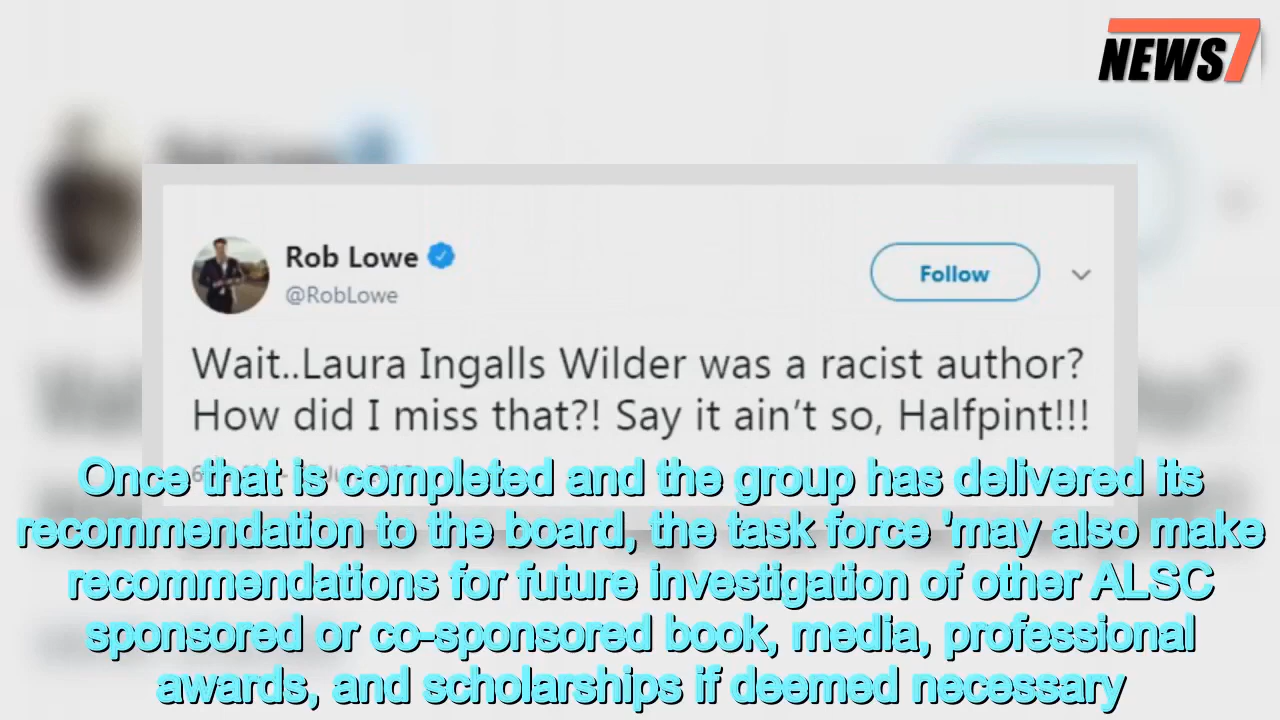 NEWS7
Rob Lowe
@RobLowe
Follow
Wait..Laura Ingalls Wilder was a racist author?
How did I miss that?! Say it ain't so, Halfpint!!!
Once that is completed and the group has delivered its
recommendation to the board, the task force 'may also make
recommendations for future investigation of other ALSC
sponsored or co-sponsored book, media, professional
awards, and scholarships if deemed necessary